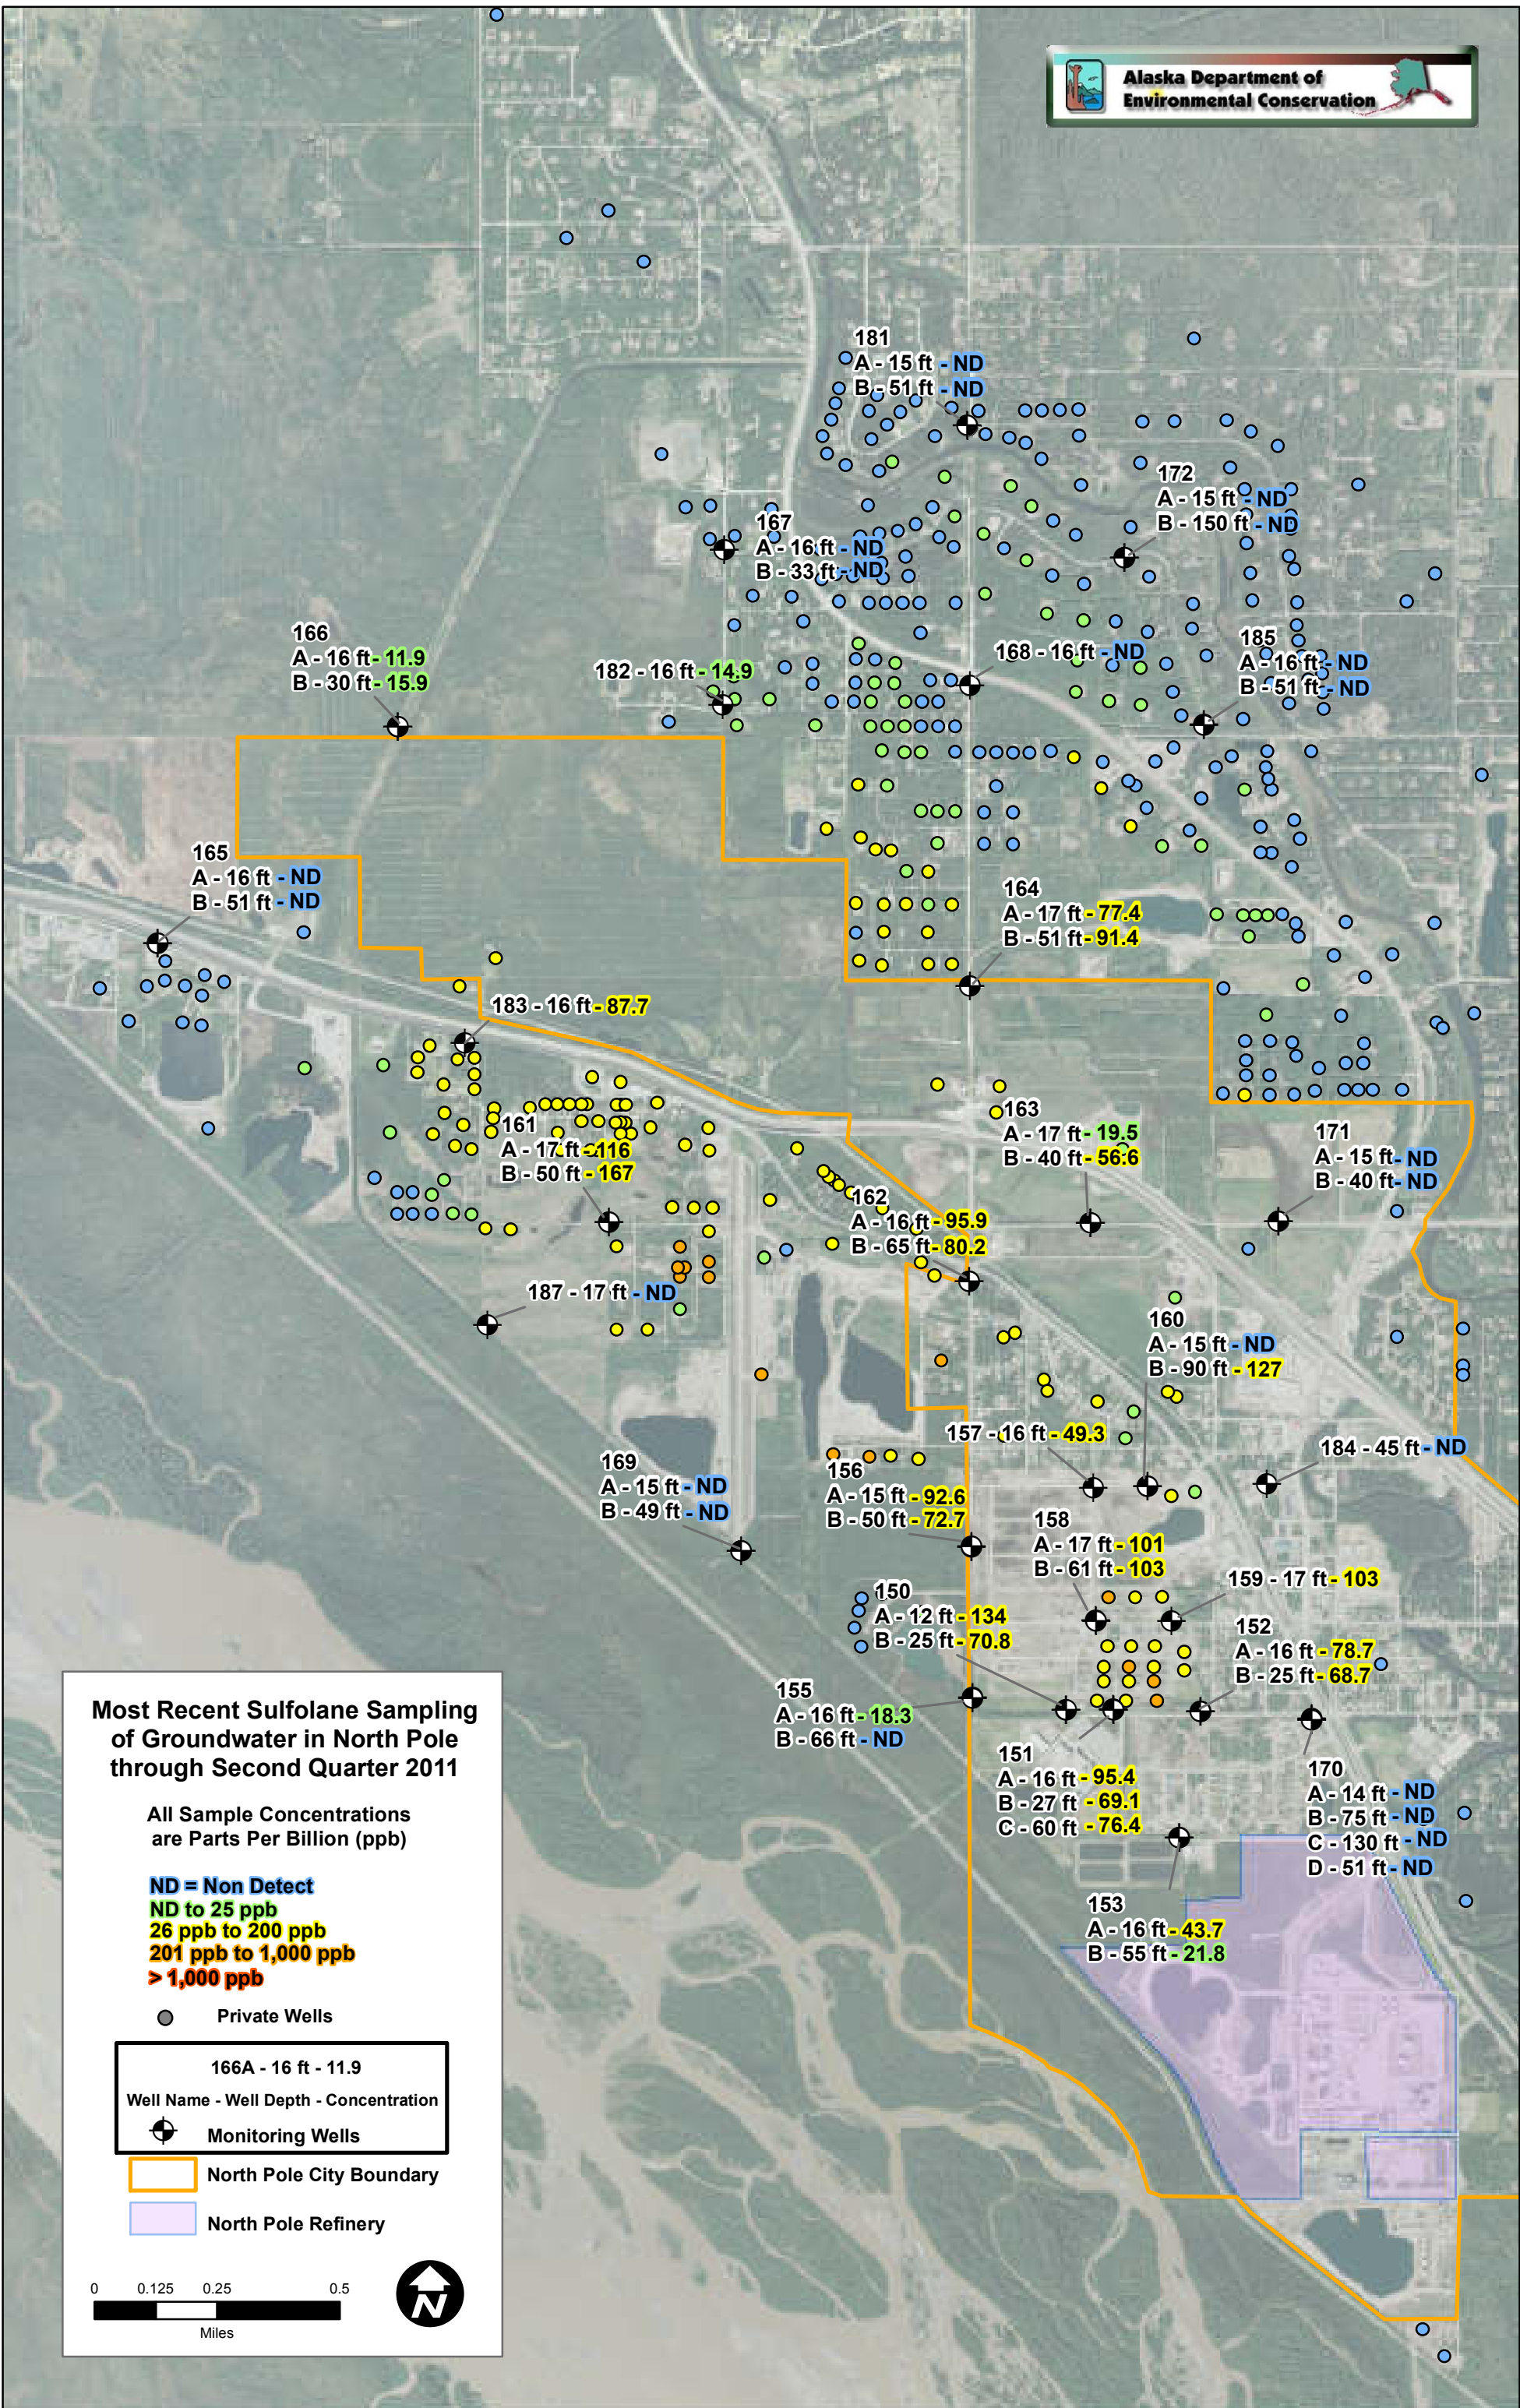 Alaska Department of
Environmental Conservation
181
A - 15 ft - ND
B - 51 ft - ND
172
A - 15 ft - ND
B - 150 ft - ND
167
A - 16 ft - ND
B - 33 ft - ND
166
A - 16 ft - 11.9
B - 30 ft - 15.9
182 - 16 ft - 14.9
168 - 16 ft - ND
185
A - 16 ft - ND
B - 51 ft - ND
165
A - 16 ft - ND
B - 51 ft - ND
164
A - 17 ft - 77.4
B - 51 ft - 91.4
183 - 16 ft - 87.7
161
A - 17 ft - 116
B - 50 ft - 167
163
A - 17 ft - 19.5
B - 40 ft - 56.6
171
A - 15 ft - ND
B - 40 ft - ND
162
A - 16 ft - 95.9
B - 65 ft - 80.2
187 - 17 ft - ND
160
A - 15 ft - ND
B - 90 ft - 127
157 - 16 ft - 49.3
184 - 45 ft - ND
169
A - 15 ft - ND
B - 49 ft - ND
156
A - 15 ft - 92.6
B - 50 ft - 72.7
158
A - 17 ft - 101
B - 61 ft - 103
159 - 17 ft - 103
150
A - 12 ft - 134
B - 25 ft - 70.8
152
A - 16 ft - 78.7
B - 25 ft - 68.7
155
A - 16 ft - 18.3
B - 66 ft - ND
151
A - 16 ft - 95.4
B - 27 ft - 69.1
C - 60 ft - 76.4
170
A - 14 ft - ND
B - 75 ft - ND
C - 130 ft - ND
D - 51 ft - ND
153
A - 16 ft - 43.7
B - 55 ft - 21.8
Most Recent Sulfolane Sampling
of Groundwater in North Pole
through Second Quarter 2011
All Sample Concentrations
are Parts Per Billion (ppb)
ND = Non Detect
ND to 25 ppb
26 ppb to 200 ppb
201 ppb to 1,000 ppb
> 1,000 ppb
Private Wells
166A - 16 ft - 11.9
Well Name - Well Depth - Concentration
Monitoring Wells
North Pole City Boundary
North Pole Refinery
0 0.125 0.25 0.5
Miles
N